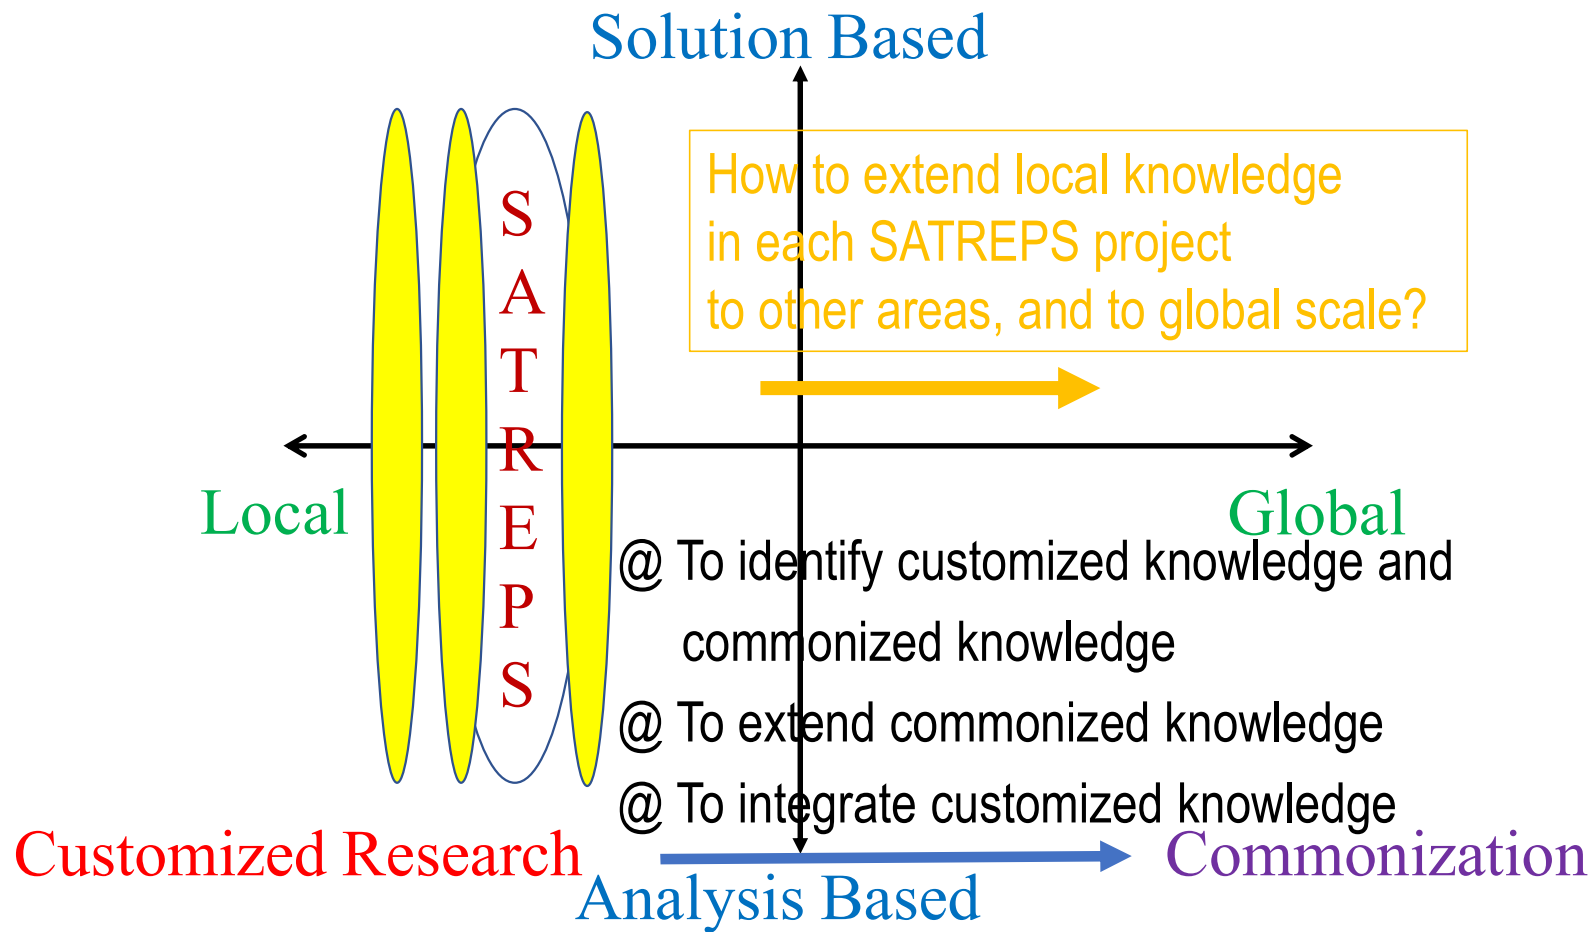 Solution Based
How to extend local knowledge
in each SATREPS project
to other areas, and to global scale?
S
A
T
R
E
P
S
Local
Global
@ To identify customized knowledge and
commonized knowledge
@ To extend commonized knowledge
@ To integrate customized knowledge
Customized Research
Commonization
Analysis Based